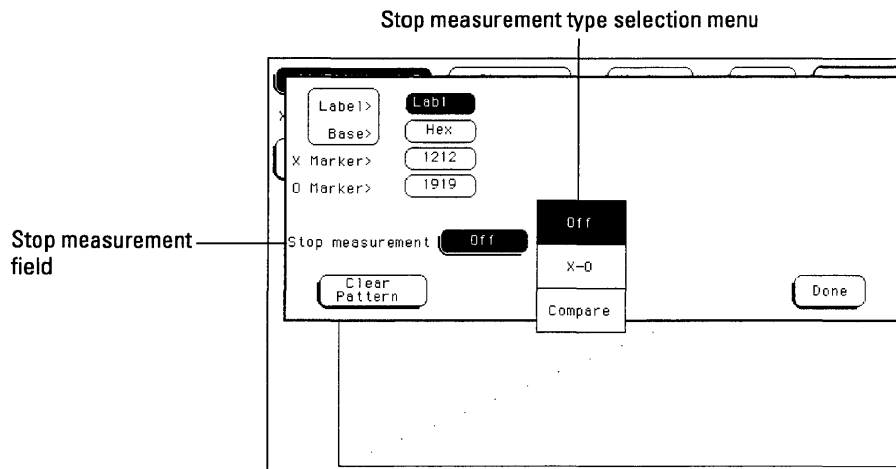 Stop measurement type selection menu
Label> Lab1
Base> Hex
X Marker> 1212
O Marker> 1919
Stop measurement
field
Stop measurement Off
Off
X-O
Compare
Clear
Pattern
Done